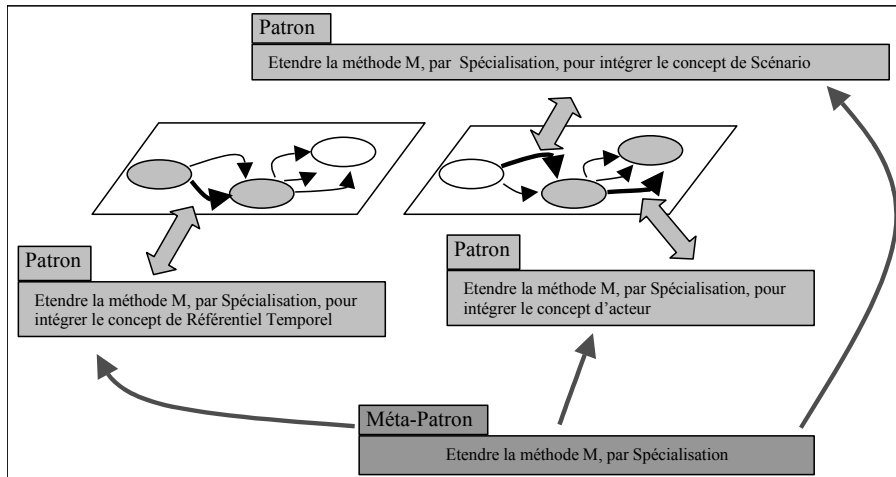 Patron
Etendre la méthode M, par Spécialisation, pour intégrer le concept de Scénario
Patron
Etendre la méthode M, par Spécialisation, pour
intégrer le concept de Référentiel Temporel
Patron
Etendre la méthode M, par Spécialisation, pour
intégrer le concept d'acteur
Méta-Patron
Etendre la méthode M, par Spécialisation